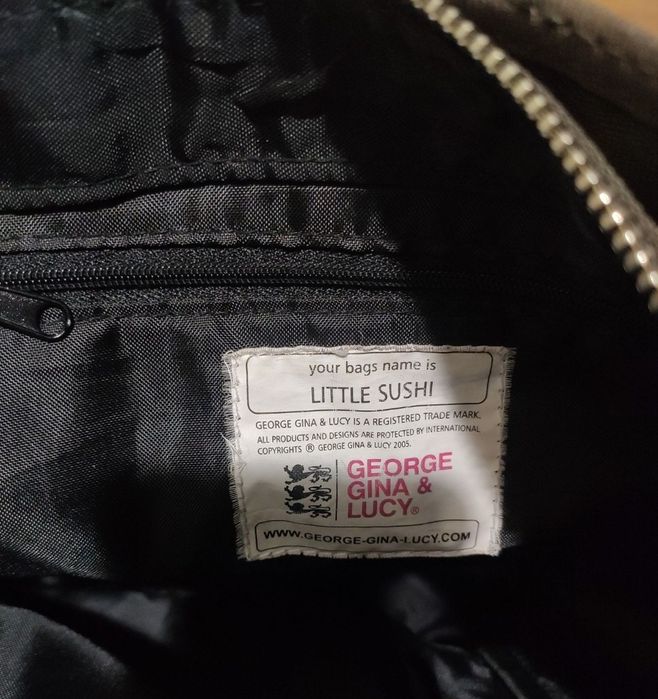 your bags name is
LITTLE SUSHI
GEORGE GINA & LUCY IS A REGISTERED TRADE MARK.
ALL PRODUCTS AND DESIGNS ARE PROTECTED BY INTERNATIONAL
COPYRIGHTS ® GEORGE GINA & LUCY 2005.
GEORGE
GINA &
LUCY®
WWW.GEORGE-GINA-LUCY.COM